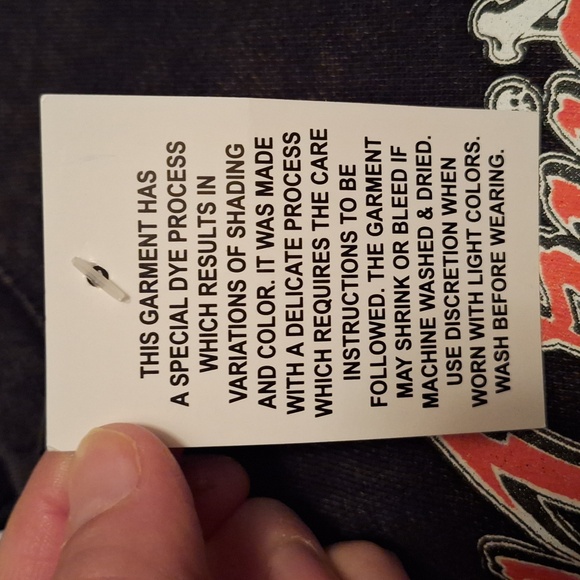 THIS GARMENT HAS
A SPECIAL DYE PROCESS
WHICH RESULTS IN
VARIATIONS OF SHADING
AND COLOR. IT WAS MADE
WITH A DELICATE PROCESS
WHICH REQUIRES THE CARE
INSTRUCTIONS TO BE
FOLLOWED. THE GARMENT
MAY SHRINK OR BLEED IF
MACHINE WASHED & DRIED.
USE DISCRETION WHEN
WORN WITH LIGHT COLORS.
WASH BEFORE WEARING.